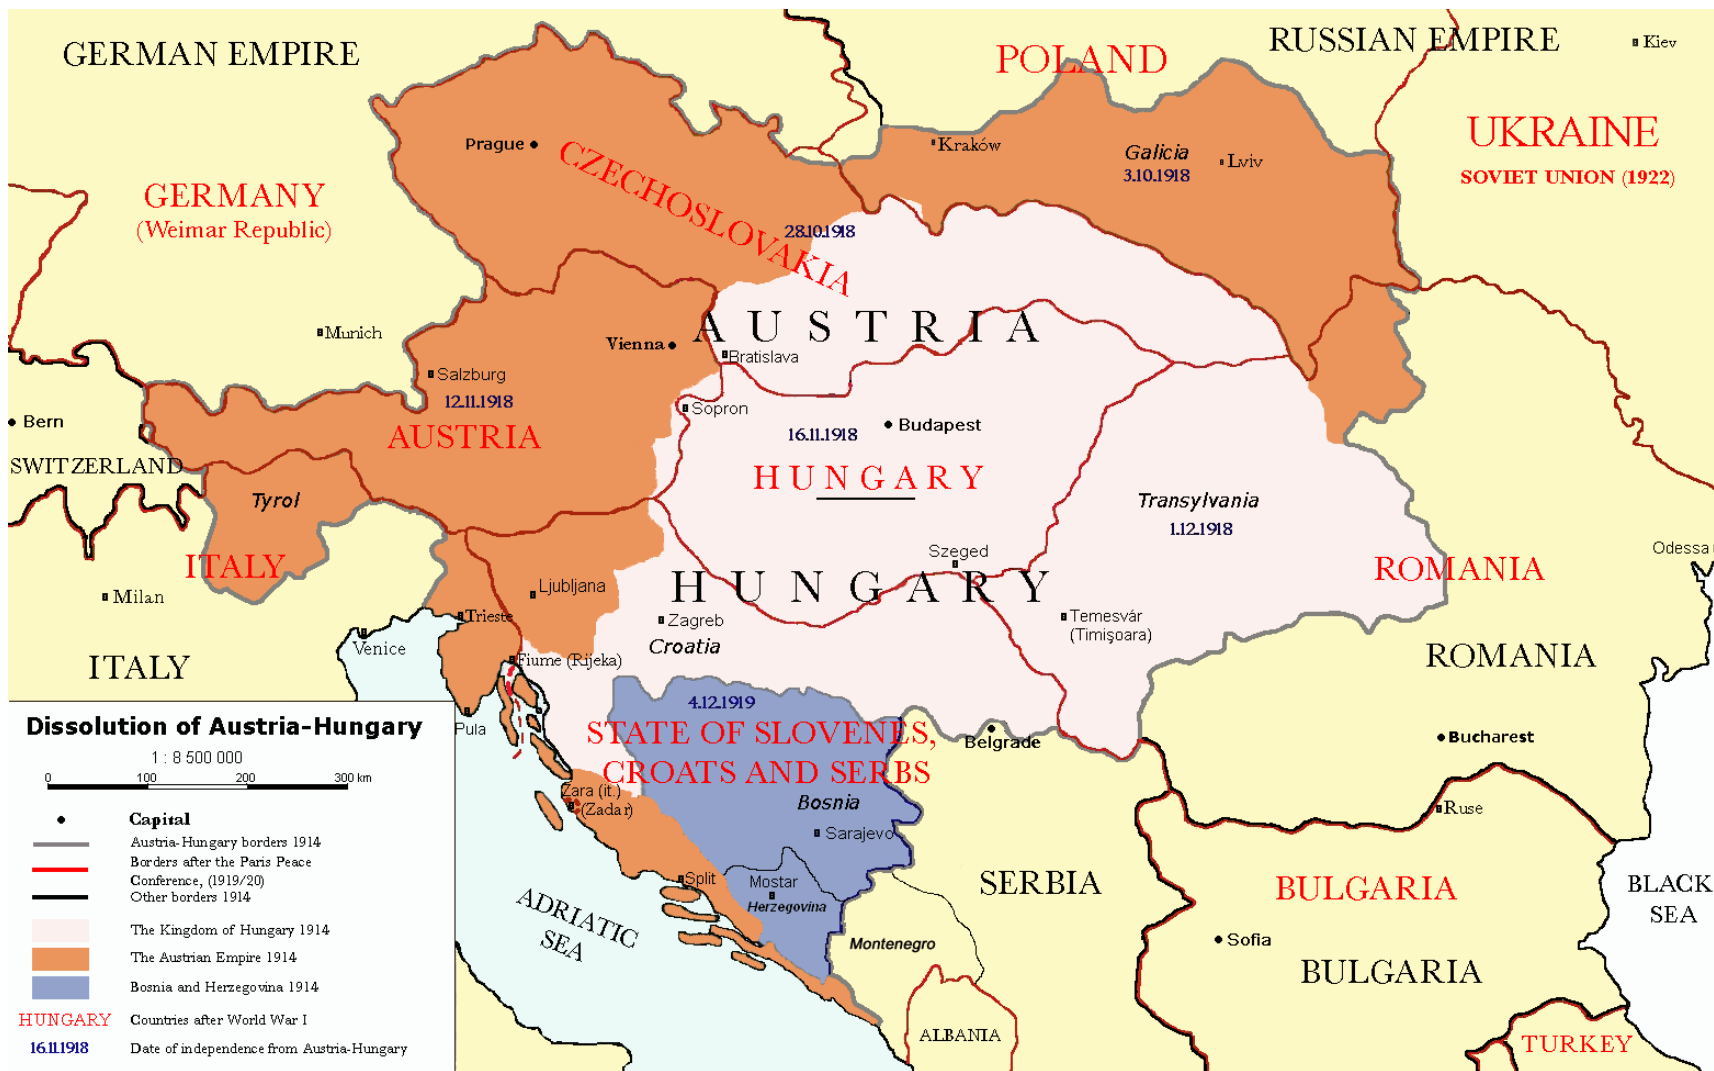 GERMAN EMPIRE
POLAND
RUSSIAN EMPIRE
Kiev
Prague
CZECHOSLOVAKIA
Kraków
Galicia
3.10.1918
Lviv
UKRAINE
SOVIET UNION (1922)
GERMANY
(Weimar Republic)
28.10.1918
Munich
Vienna
AUSTRIA
Bratislava
Salzburg
12.11.1918
Sopron
Bern
AUSTRIA
16.11.1918
Budapest
SWITZERLAND
HUNGARY
Tyrol
Transylvania
1.12.1918
ITALY
Szeged
ROMANIA
Odessa
Milan
Ljubljana
HUNGARY
Trieste
Zagreb
Croatia
Temesvár
(Timişoara)
Venice
ITALY
Fiume (Rijeka)
ROMANIA
4.12.1919
Pula
STATE OF SLOVENES,
CROATS AND SERBS
Belgrade
Bucharest
Zara (it.)
(Zadar)
Bosnia
Ruse
Sarajevo
Split
Mostar
Herzegovina
SERBIA
BULGARIA
BLACK
SEA
ADRIATIC
SEA
Montenegro
Sofia
BULGARIA
ALBANIA
TURKEY
Dissolution of Austria-Hungary
1 : 8 500 000
0 100 200 300 km
Capital
Austria-Hungary borders 1914
Borders after the Paris Peace
Conference, (1919/20)
Other borders 1914
The Kingdom of Hungary 1914
The Austrian Empire 1914
Bosnia and Herzegovina 1914
HUNGARY Countries after World War I
16.11.1918 Date of independence from Austria-Hungary